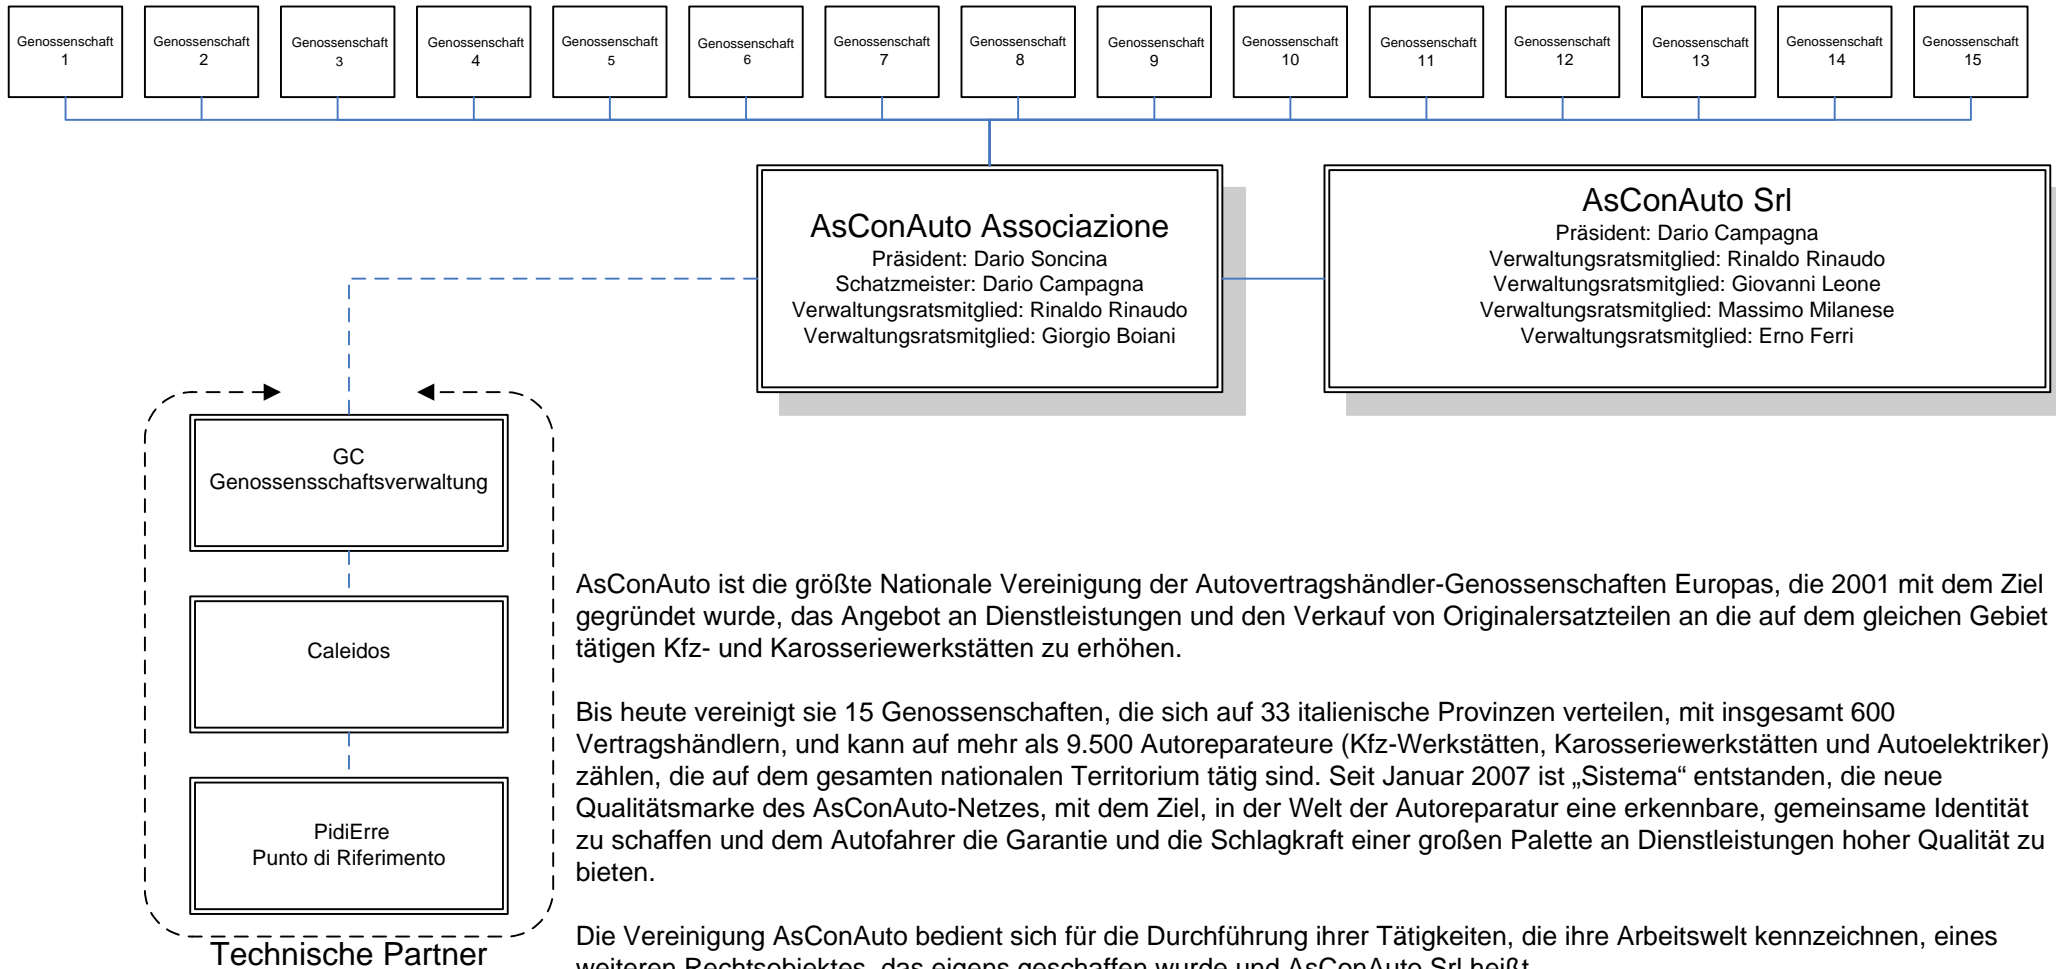 Genossenschaft
1
Genossenschaft
2
Genossenschaft
3
Genossenschaft
4
Genossenschaft
5
Genossenschaft
6
Genossenschaft
7
Genossenschaft
8
Genossenschaft
9
Genossenschaft
10
Genossenschaft
11
Genossenschaft
12
Genossenschaft
13
Genossenschaft
14
Genossenschaft
15
AsConAuto Associazione
Präsident: Dario Soncina
Schatzmeister: Dario Campagna
Verwaltungsratsmitglied: Rinaldo Rinaudo
Verwaltungsratsmitglied: Giorgio Boiani
AsConAuto Srl
Präsident: Dario Campagna
Verwaltungsratsmitglied: Rinaldo Rinaudo
Verwaltungsratsmitglied: Giovanni Leone
Verwaltungsratsmitglied: Massimo Milanese
Verwaltungsratsmitglied: Erno Ferri
GC
Genossensschaftsverwaltung
Caleidos
PidiErre
Punto di Riferimento
Technische Partner
AsConAuto ist die größte Nationale Vereinigung der Autovertragshändler-Genossenschaften Europas, die 2001 mit dem Ziel
gegründet wurde, das Angebot an Dienstleistungen und den Verkauf von Originalersatzteilen an die auf dem gleichen Gebiet
tätigen Kfz- und Karosseriewerkstätten zu erhöhen.
Bis heute vereinigt sie 15 Genossenschaften, die sich auf 33 italienische Provinzen verteilen, mit insgesamt 600
Vertragshändlern, und kann auf mehr als 9.500 Autoreparateure (Kfz-Werkstätten, Karosseriewerkstätten und Autoelektriker)
zählen, die auf dem gesamten nationalen Territorium tätig sind. Seit Januar 2007 ist „Sistema“ entstanden, die neue
Qualitätsmarke des AsConAuto-Netzes, mit dem Ziel, in der Welt der Autoreparatur eine erkennbare, gemeinsame Identität
zu schaffen und dem Autofahrer die Garantie und die Schlagkraft einer großen Palette an Dienstleistungen hoher Qualität zu
bieten.
Die Vereinigung AsConAuto bedient sich für die Durchführung ihrer Tätigkeiten, die ihre Arbeitswelt kennzeichnen, eines
weiteren Rechtsobjektes, das eigens geschaffen wurde und AsConAuto Srl heißt.